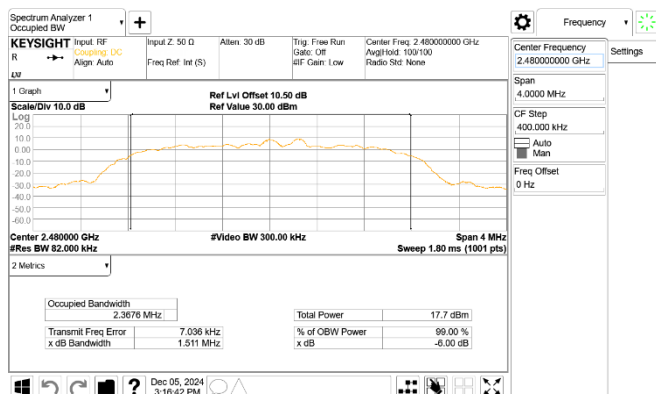 Spectrum Analyzer 1
Occupied BW
Frequency
KEYSIGHT
R
Input: RF
Coupling: DC
Align: Auto
Input Z: 50 Ω
Freq Ref: Int (S)
Atten: 30 dB
Trig: Free Run
Gate: Off
#IF Gain: Low
Center Freq: 2.480000000 GHz
Avg|Hold: 100/100
Radio Std: None
Center Frequency
2.480000000 GHz
Settings
Span
4.0000 MHz
CF Step
400.000 kHz
Auto
Man
Freq Offset
0 Hz
1 Graph
Scale/Div 10.0 dB
Ref Lvl Offset 10.50 dB
Ref Value 30.00 dBm
Log
20.0
10.0
0.00
-10.0
-20.0
-30.0
-40.0
-50.0
-60.0
Center 2.480000 GHz
#Res BW 82.000 kHz
#Video BW 300.00 kHz
Span 4 MHz
Sweep 1.80 ms (1001 pts)
2 Metrics
Occupied Bandwidth
2.3676 MHz
Total Power 17.7 dBm
Transmit Freq Error 7.036 kHz
% of OBW Power 99.00 %
x dB Bandwidth 1.511 MHz
x dB -6.00 dB
?
Dec 05, 2024
3:16:42 PM